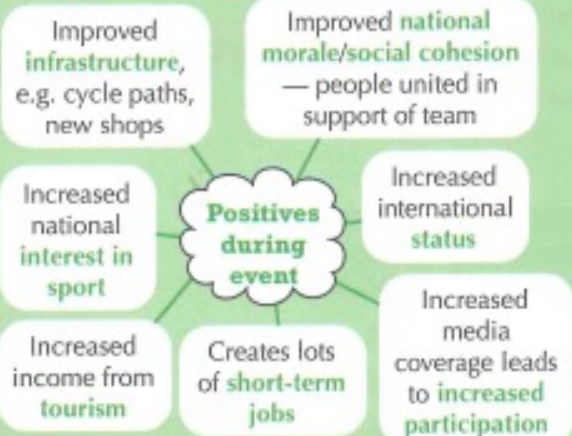 Improved
infrastructure,
e.g. cycle paths,
new shops
Improved national
morale/social cohesion
— people united in
support of team
Increased
national
interest in
sport
Positives
during
event
Increased
international
status
Increased
income from
tourism
Creates lots
of short-term
jobs
Increased
media
coverage leads
to increased
participation